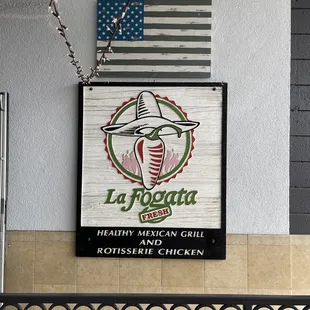 La Fogata
FRESH
HEALTHY MEXICAN GRILL
AND
ROTISSERIE CHICKEN